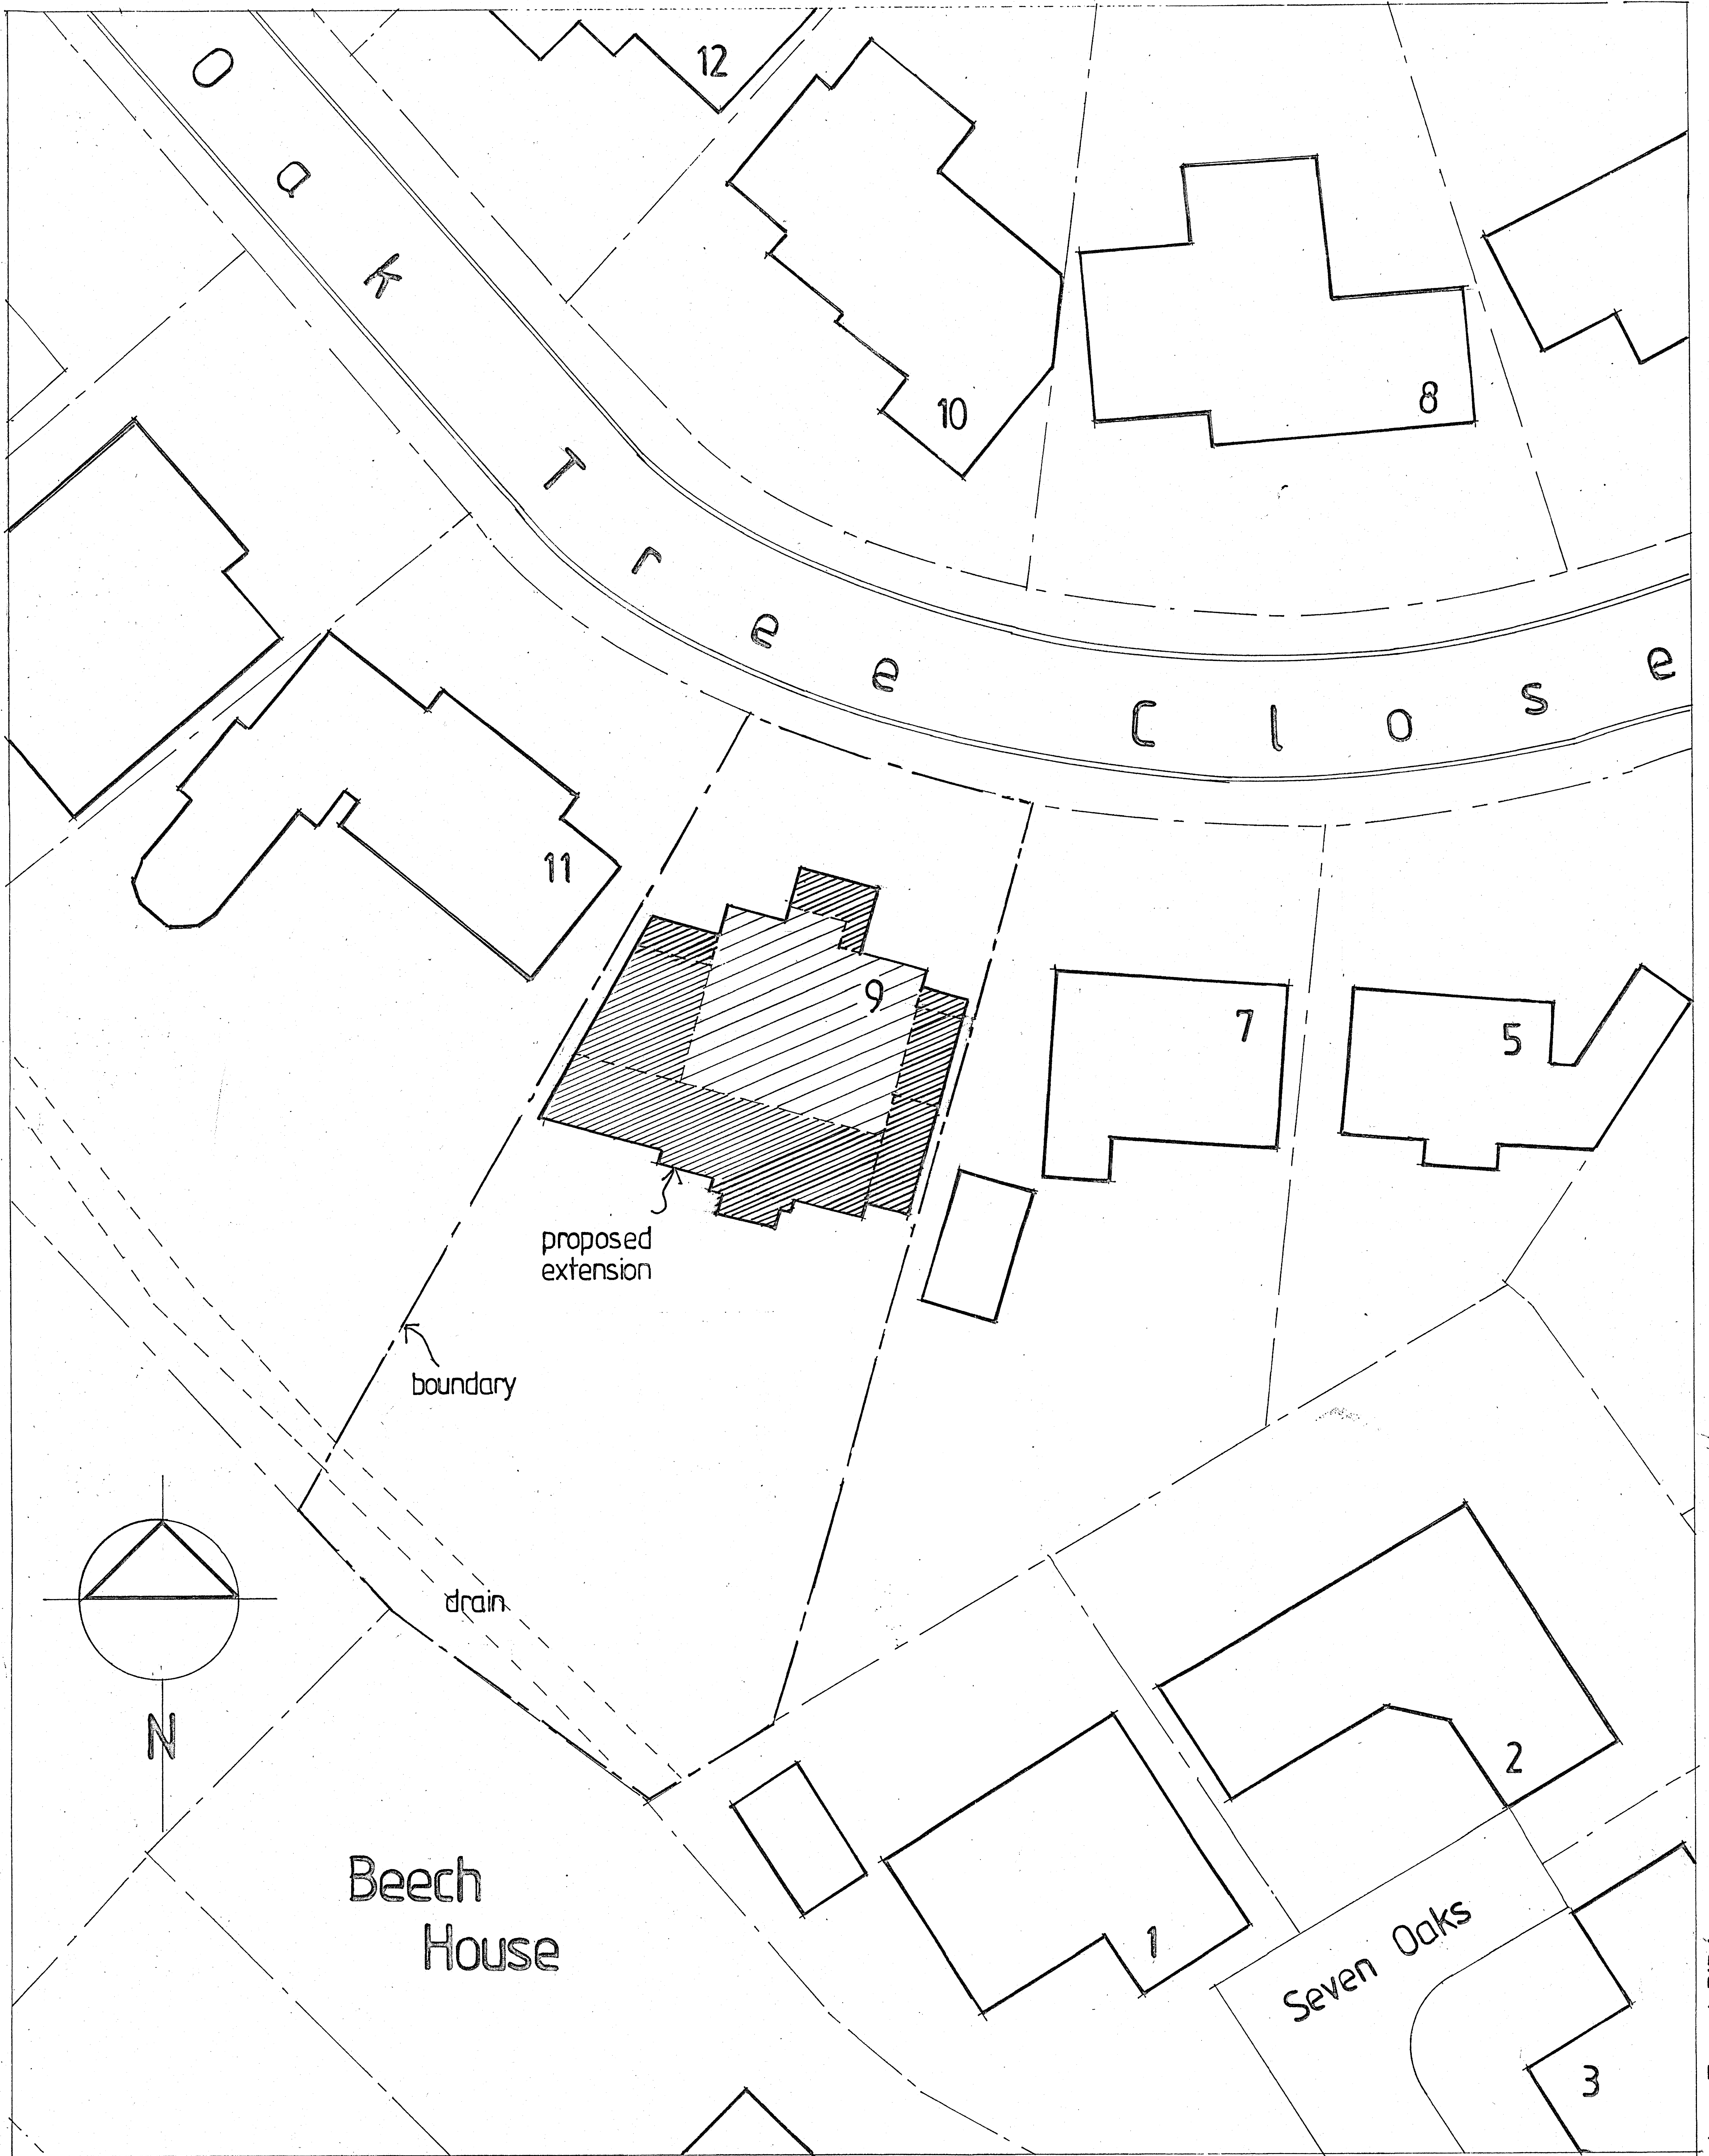 12
10
8
Oak Tree Close
11
9
7
5
proposed
extension
boundary
drain
N
2
Beech
House
1
Seven Oaks
3